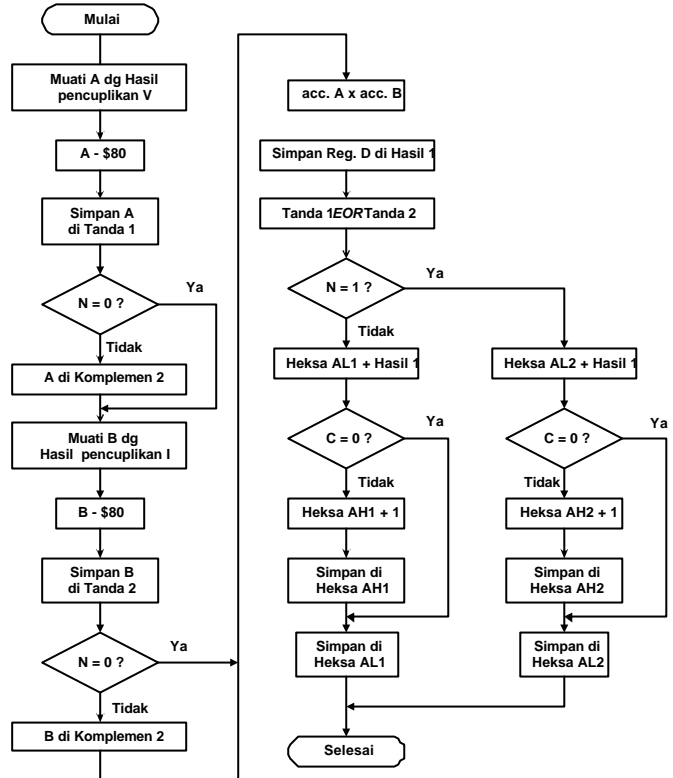 Mulai
Muati A dg Hasil
pencuplikan V
A - $80
Simpan A
di Tanda 1
N = 0 ?
Ya
Tidak
A di Komplemen 2
Muati B dg
Hasil pencuplikan I
B - $80
Simpan B
di Tanda 2
N = 0 ?
Ya
Tidak
B di Komplemen 2
acc. A x acc. B
Simpan Reg. D di Hasil 1
Tanda 1EORTanda 2
N = 1 ?
Ya
Tidak
Heksa AL1 + Hasil 1
C = 0 ?
Ya
Tidak
Heksa AH1 + 1
Simpan di
Heksa AH1
Simpan di
Heksa AL1
Heksa AL2 + Hasil 1
C = 0 ?
Ya
Tidak
Heksa AH2 + 1
Simpan di
Heksa AH2
Simpan di
Heksa AL2
Selesai